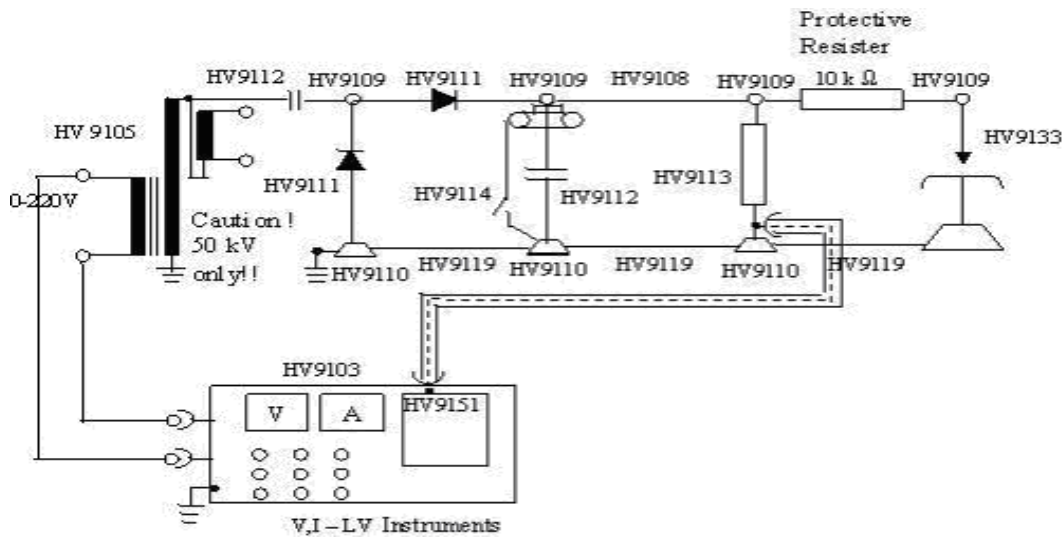 Protective
Resister
HV9112
HV9109
HV9111
HV9109
HV9108
HV9109
10 k Ω
HV9109
HV 9105
HV9133
0-220V
HV9111
HV9114
HV9112
HV9113
Caution !
50 kV
only!!
HV9110
HV9119
HV9110
HV9119
HV9110
HV9119
HV9103
V
A
HV9151
V,I – LV Instruments